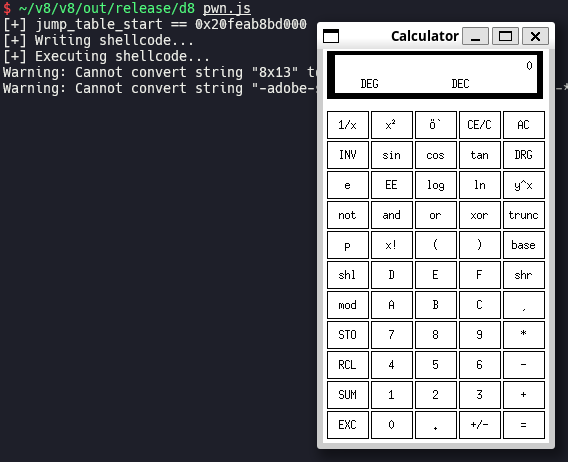 $ ~/v8/v8/out/release/d8 pwn.js
[+] jump_table_start == 0x20feab8bd000
[+] Writing shellcode...
[+] Executing shellcode...
Warning: Cannot convert string "8x13" t
Warning: Cannot convert string "-adobe-s
-*
Calculator
0
DEG DEC
1/x x² ö` CE/C AC
INV sin cos tan DRG
e EE log ln y^x
not and or xor trunc
p x! ( ) base
shl D E F shr
mod A B C ,
STO 7 8 9 *
RCL 4 5 6 -
SUM 1 2 3 +
EXC 0 . +/- =